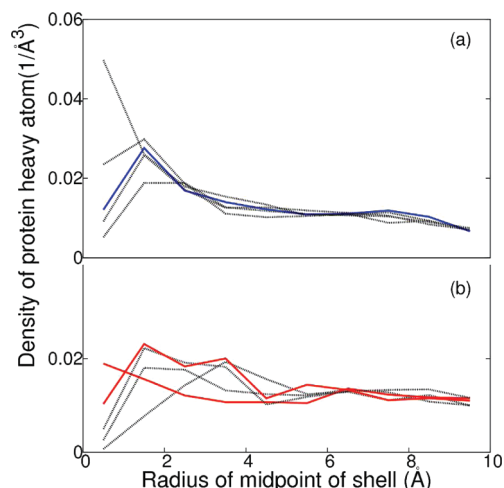 Density of protein heavy atom(1/Å³)
0.06
(a)
0.04
0.02
0
(b)
0.02
0
0 2 4 6 8 10
Radius of midpoint of shell (Å)